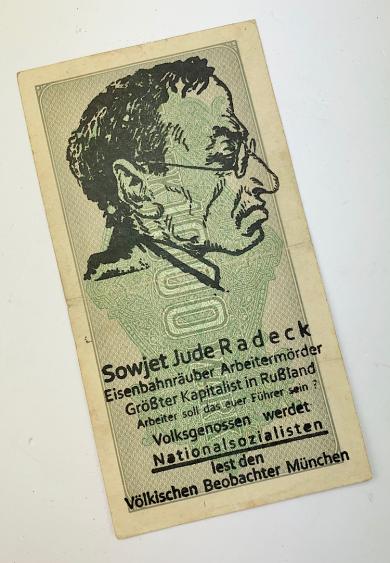 000
Sowjet Jude Radeck
Eisenbahnräuber Arbeitermörder
Größter Kapitalist in Rußland
Arbeiter soll das euer Führer sein?
Volksgenossen werdet
Nationalsozialisten
lest den
Völkischen Beobachter München